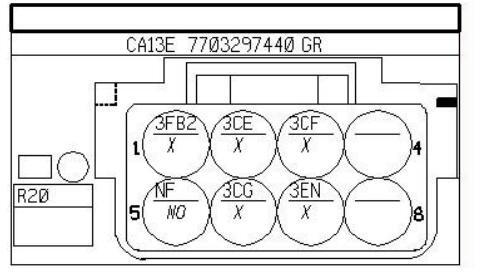 CA13E 7703297440 GR
3FB2 3CE 3CF
1 X X X 4
R20
NF 3CG 3EN
5 NO X X 8